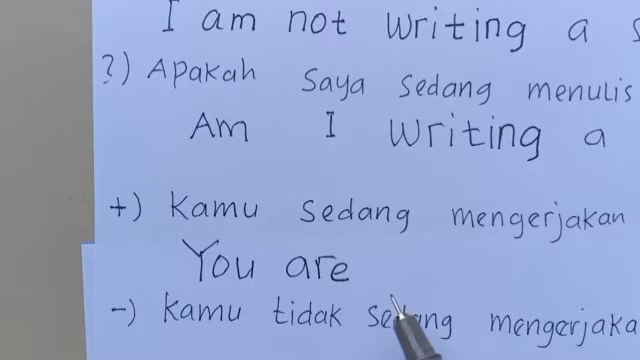 I am not writing a
?) Apakah saya sedang menulis
Am I writing a
+) Kamu sedang mengerjakan
You are
-) Kamu tidak sedang mengerjaka